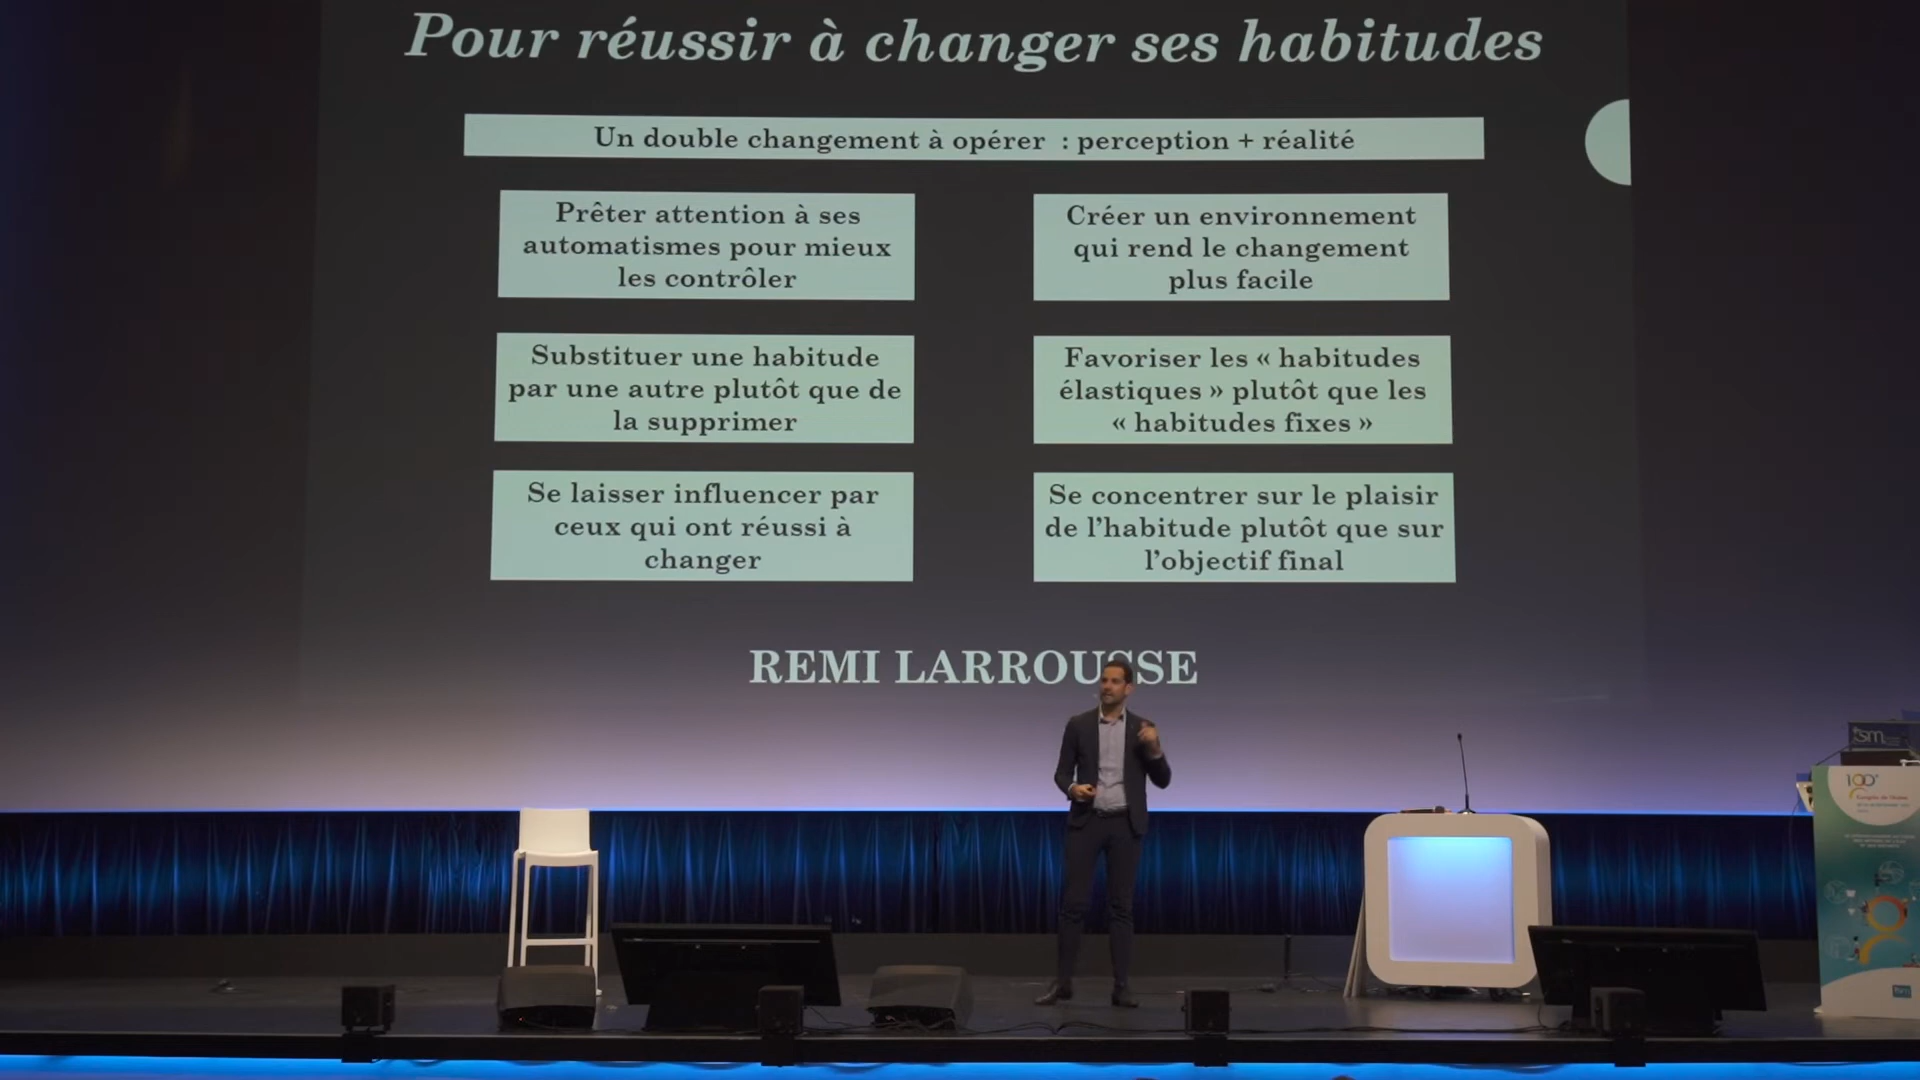 Pour réussir à changer ses habitudes
Un double changement à opérer : perception + réalité
Prêter attention à ses
automatismes pour mieux
les contrôler
Créer un environnement
qui rend le changement
plus facile
Substituer une habitude
par une autre plutôt que de
la supprimer
Favoriser les « habitudes
élastiques » plutôt que les
« habitudes fixes »
Se laisser influencer par
ceux qui ont réussi à
changer
Se concentrer sur le plaisir
de l’habitude plutôt que sur
l’objectif final
REMI LARROUSSE
ism
100e